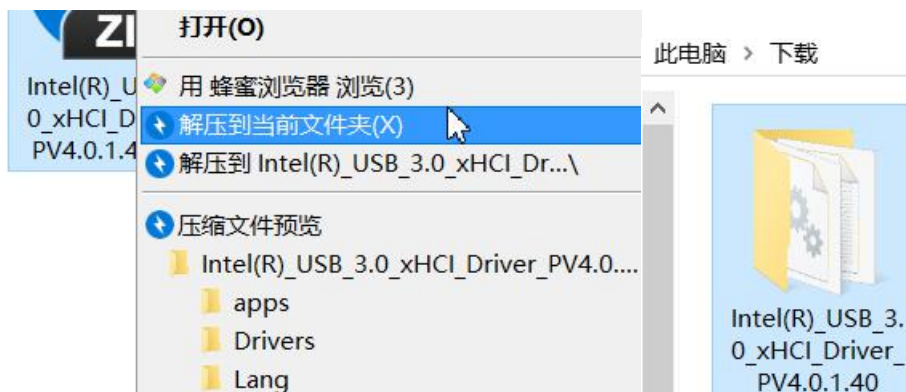 ZI
打开(O)
Intel(R)_U
0_xHCI_D
PV4.0.1.4
用 蜂蜜浏览器 浏览(3)
解压到当前文件夹(X)
解压到 Intel(R)_USB_3.0_xHCI_Dr...\
压缩文件预览
Intel(R)_USB_3.0_xHCI_Driver_PV4.0....
apps
Drivers
Lang
此电脑 > 下载
Intel(R)_USB_3.
0_xHCI_Driver_
PV4.0.1.40